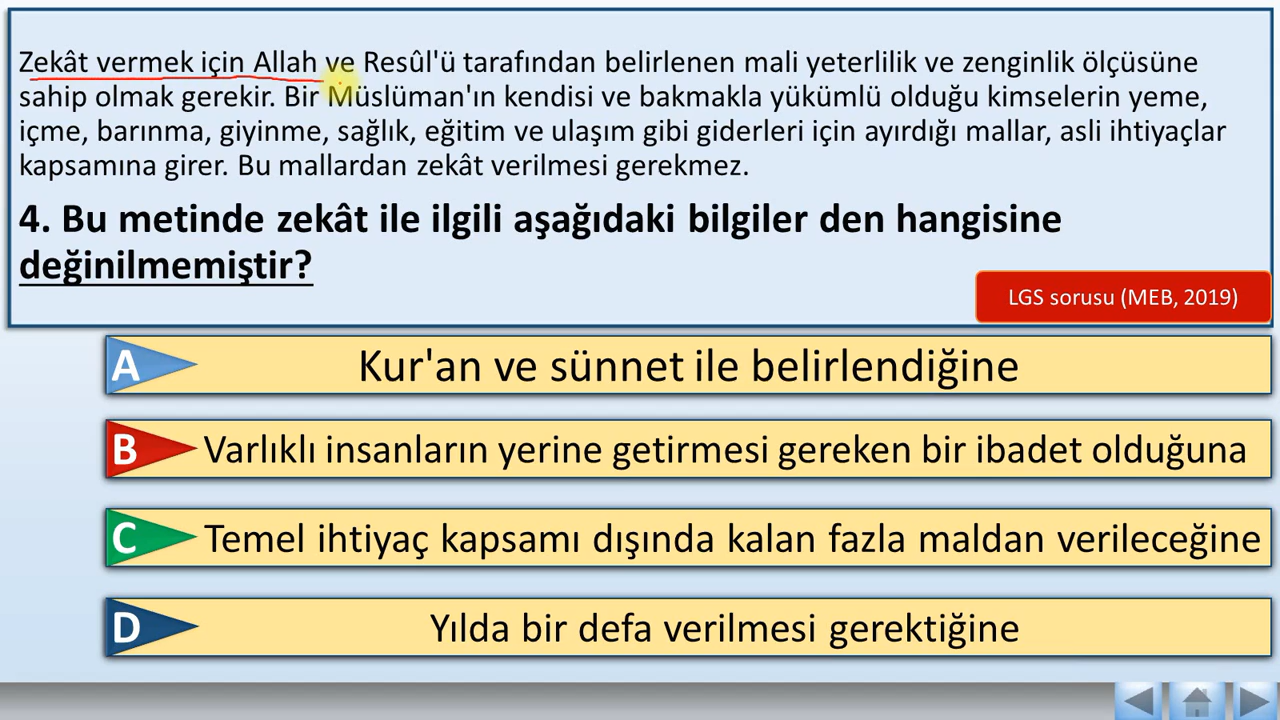 Zekât vermek için Allah ve Resûl'ü tarafından belirlenen mali yeterlilik ve zenginlik ölçüsüne
sahip olmak gerekir. Bir Müslüman'ın kendisi ve bakmakla yükümlü olduğu kimselerin yeme,
içme, barınma, giyinme, sağlık, eğitim ve ulaşım gibi giderleri için ayırdığı mallar, asli ihtiyaçlar
kapsamına girer. Bu mallardan zekât verilmesi gerekmez.
4. Bu metinde zekât ile ilgili aşağıdaki bilgiler den hangisine
değinilmemiştir?
LGS sorusu (MEB, 2019)
A Kur'an ve sünnet ile belirlendiğine
B Varlıklı insanların yerine getirmesi gereken bir ibadet olduğuna
C Temel ihtiyaç kapsamı dışında kalan fazla maldan verileceğine
D Yılda bir defa verilmesi gerektiğine